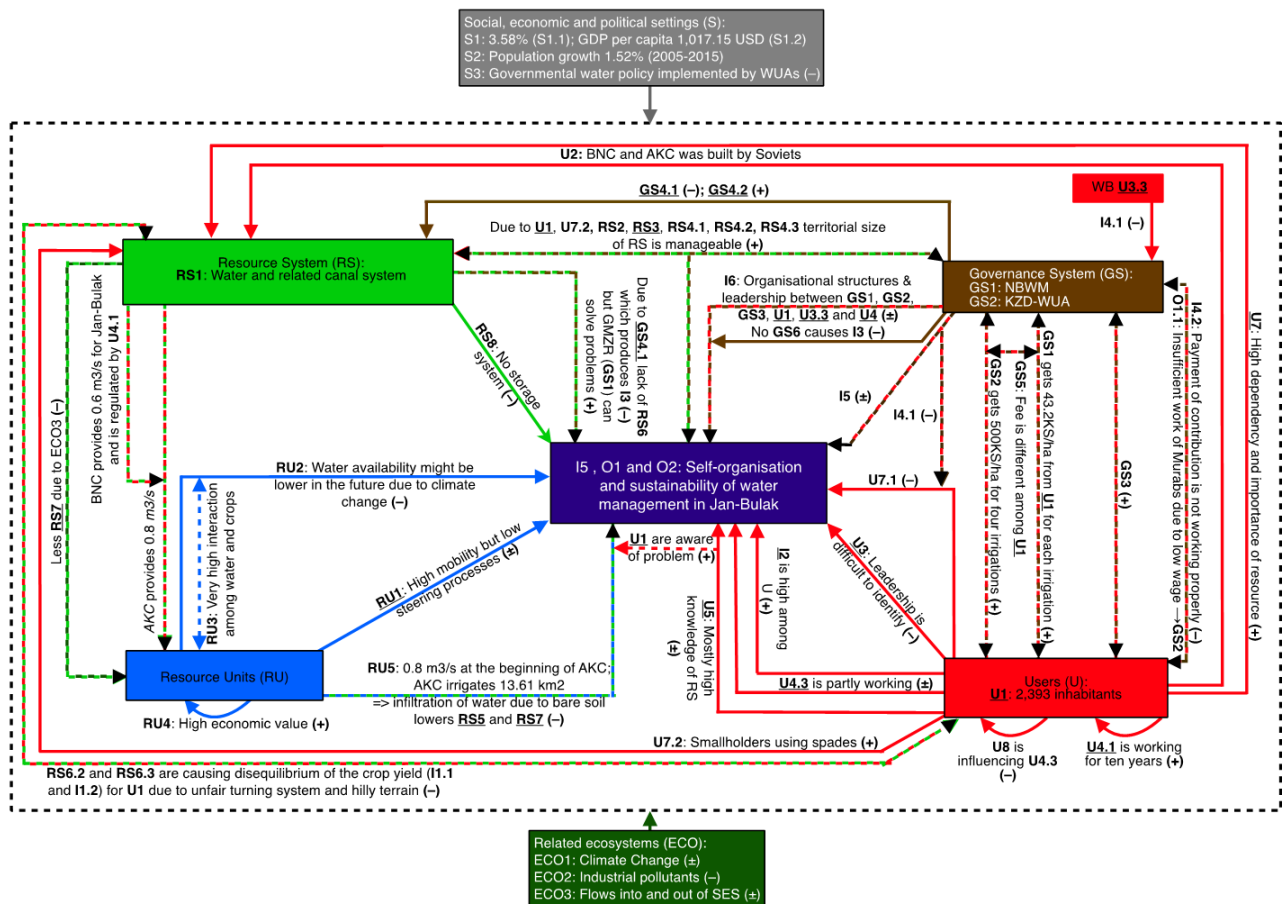 Social, economic and political settings (S):
S1: 3.58% (S1.1); GDP per capita 1,017.15 USD (S1.2)
S2: Population growth 1.52% (2005-2015)
S3: Governmental water policy implemented by WUAs (–)
U2: BNC and AKC was built by Soviets
GS4.1 (–); GS4.2 (+)
WB U3.3
I4.1 (–)
Due to U1, U7.2, RS2, RS3, RS4.1, RS4.2, RS4.3 territorial size
of RS is manageable (+)
Resource System (RS):
RS1: Water and related canal system
Governance System (GS):
GS1: NBWM
GS2: KZD-WUA
I6: Organisational structures &
leadership between GS1, GS2,
GS3, U1, U3.3 and U4 (±)
No GS6 causes I3 (–)
Due to GS4.1 lack of RS6
which produces I3 (–)
but GMZR (GS1) can
solve problems
(+)
RS8: No storage
system (–)
Less RS7 due to ECO3 (–)
BNC provides 0.6 m3/s for Jan-Bulak
and is regulated by U4.1
AKC provides 0.8 m3/s
I5 (±)
I4.1 (–)
GS2 gets 500KS/ha for four irrigations (+)
GS5: Fee is different among U1
GS1 gets 43.2KS/ha from U1 for each irrigation (+)
GS3 (+)
I4.2: Payment of contribution is not working properly (–)
O1.1: Insufficient work of Murabs due to low wage → GS2
U7: High dependency and importance of resource (+)
I5 , O1 and O2: Self-organisation
and sustainability of water
management in Jan-Bulak
RU2: Water availability might be
lower in the future due to climate
change (–)
RU3: Very high interaction
among water and crops
RU1: High mobility but low
steering processes (±)
U7.1 (–)
U1 are aware
of problem (+)
I2 is high among
U (+)
U3: Leadership is
difficult to identify (–)
U5: Mostly high
knowledge of RS
(±)
Resource Units (RU)
RU5: 0.8 m3/s at the beginning of AKC;
AKC irrigates 13.61 km2
=> infiltration of water due to bare soil
lowers RS5 and RS7 (–)
RU4: High economic value (+)
U4.3 is partly working (±)
Users (U):
U1: 2,393 inhabitants
U7.2: Smallholders using spades (+)
U8 is
influencing U4.3
(–)
U4.1 is working
for ten years (+)
RS6.2 and RS6.3 are causing disequilibrium of the crop yield (I1.1
and I1.2) for U1 due to unfair turning system and hilly terrain (–)
Related ecosystems (ECO):
ECO1: Climate Change (±)
ECO2: Industrial pollutants (–)
ECO3: Flows into and out of SES (±)